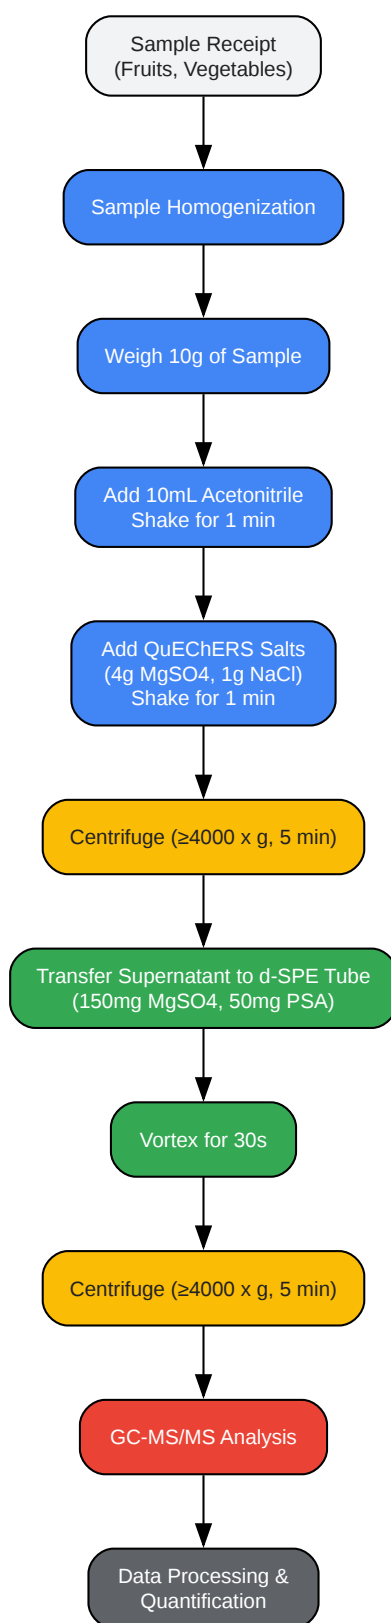 Sample Receipt
(Fruits, Vegetables)
Sample Homogenization
Weigh 10g of Sample
Add 10mL Acetonitrile
Shake for 1 min
Add QuEChERS Salts
(4g MgSO4, 1g NaCl)
Shake for 1 min
Centrifuge (≥4000 x g, 5 min)
Transfer Supernatant to d-SPE Tube
(150mg MgSO4, 50mg PSA)
Vortex for 30s
Centrifuge (≥4000 x g, 5 min)
GC-MS/MS Analysis
Data Processing &
Quantification